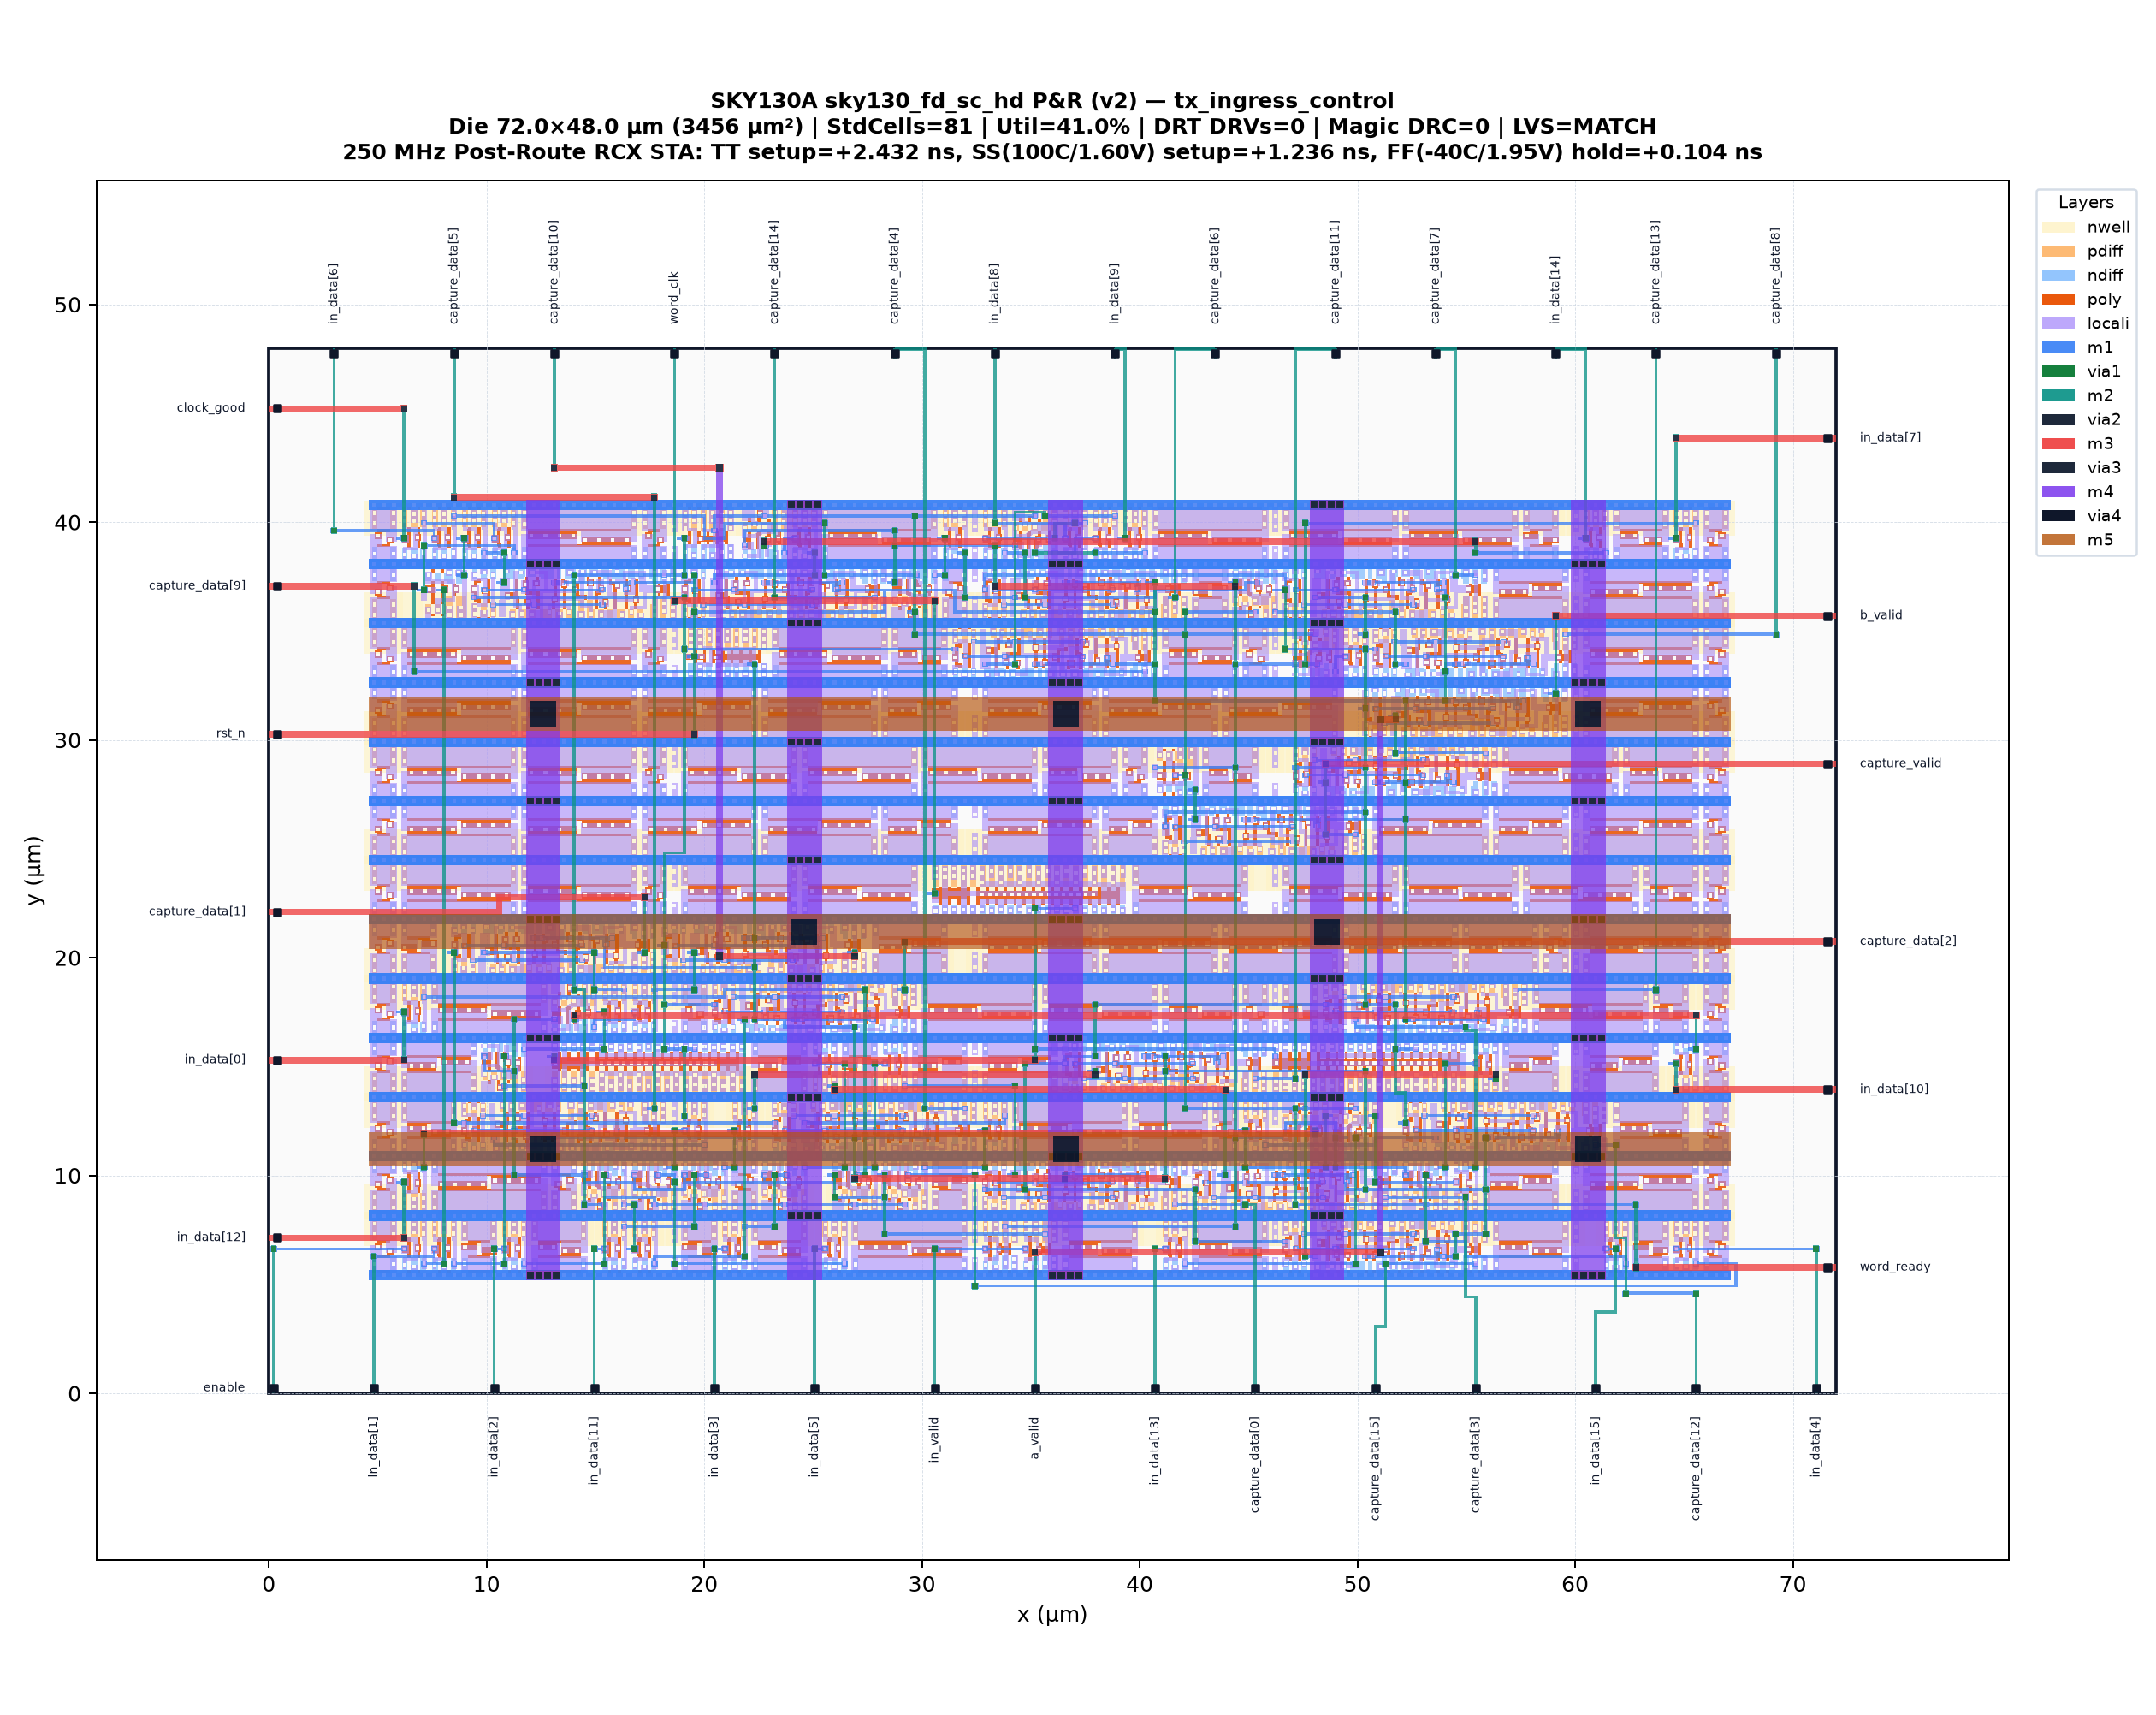 SKY130A sky130_fd_sc_hd P&R (v2) — tx_ingress_control
Die 72.0×48.0 µm (3456 µm²) | StdCells=81 | Util=41.0% | DRT DRVs=0 | Magic DRC=0 | LVS=MATCH
250 MHz Post-Route RCX STA: TT setup=+2.432 ns, SS(100C/1.60V) setup=+1.236 ns, FF(-40C/1.95V) hold=+0.104 ns
Layers
nwell
pdiff
ndiff
poly
locali
m1
via1
m2
via2
m3
via3
m4
via4
m5
in_data[6]
capture_data[5]
capture_data[10]
word_clk
capture_data[14]
capture_data[4]
in_data[8]
in_data[9]
capture_data[6]
capture_data[11]
capture_data[7]
in_data[14]
capture_data[13]
capture_data[8]
clock_good
capture_data[9]
rst_n
capture_data[1]
in_data[0]
in_data[12]
enable
in_data[7]
b_valid
capture_valid
capture_data[2]
in_data[10]
word_ready
in_data[1]
in_data[2]
in_data[11]
in_data[3]
in_data[5]
in_valid
a_valid
in_data[13]
capture_data[0]
capture_data[15]
capture_data[3]
in_data[15]
capture_data[12]
in_data[4]
50
40
30
20
10
0
y (µm)
0
10
20
30
40
50
60
70
x (µm)